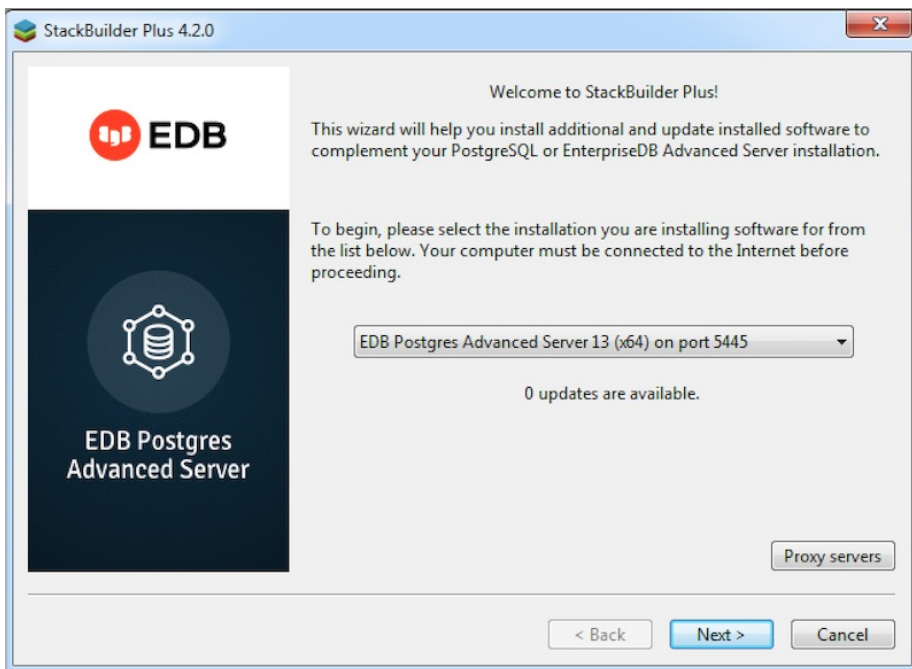 StackBuilder Plus 4.2.0
EDB
EDB Postgres
Advanced Server
Welcome to StackBuilder Plus!
This wizard will help you install additional and update installed software to
complement your PostgreSQL or EnterpriseDB Advanced Server installation.
To begin, please select the installation you are installing software for from
the list below. Your computer must be connected to the Internet before
proceeding.
EDB Postgres Advanced Server 13 (x64) on port 5445
0 updates are available.
Proxy servers
< Back
Next >
Cancel